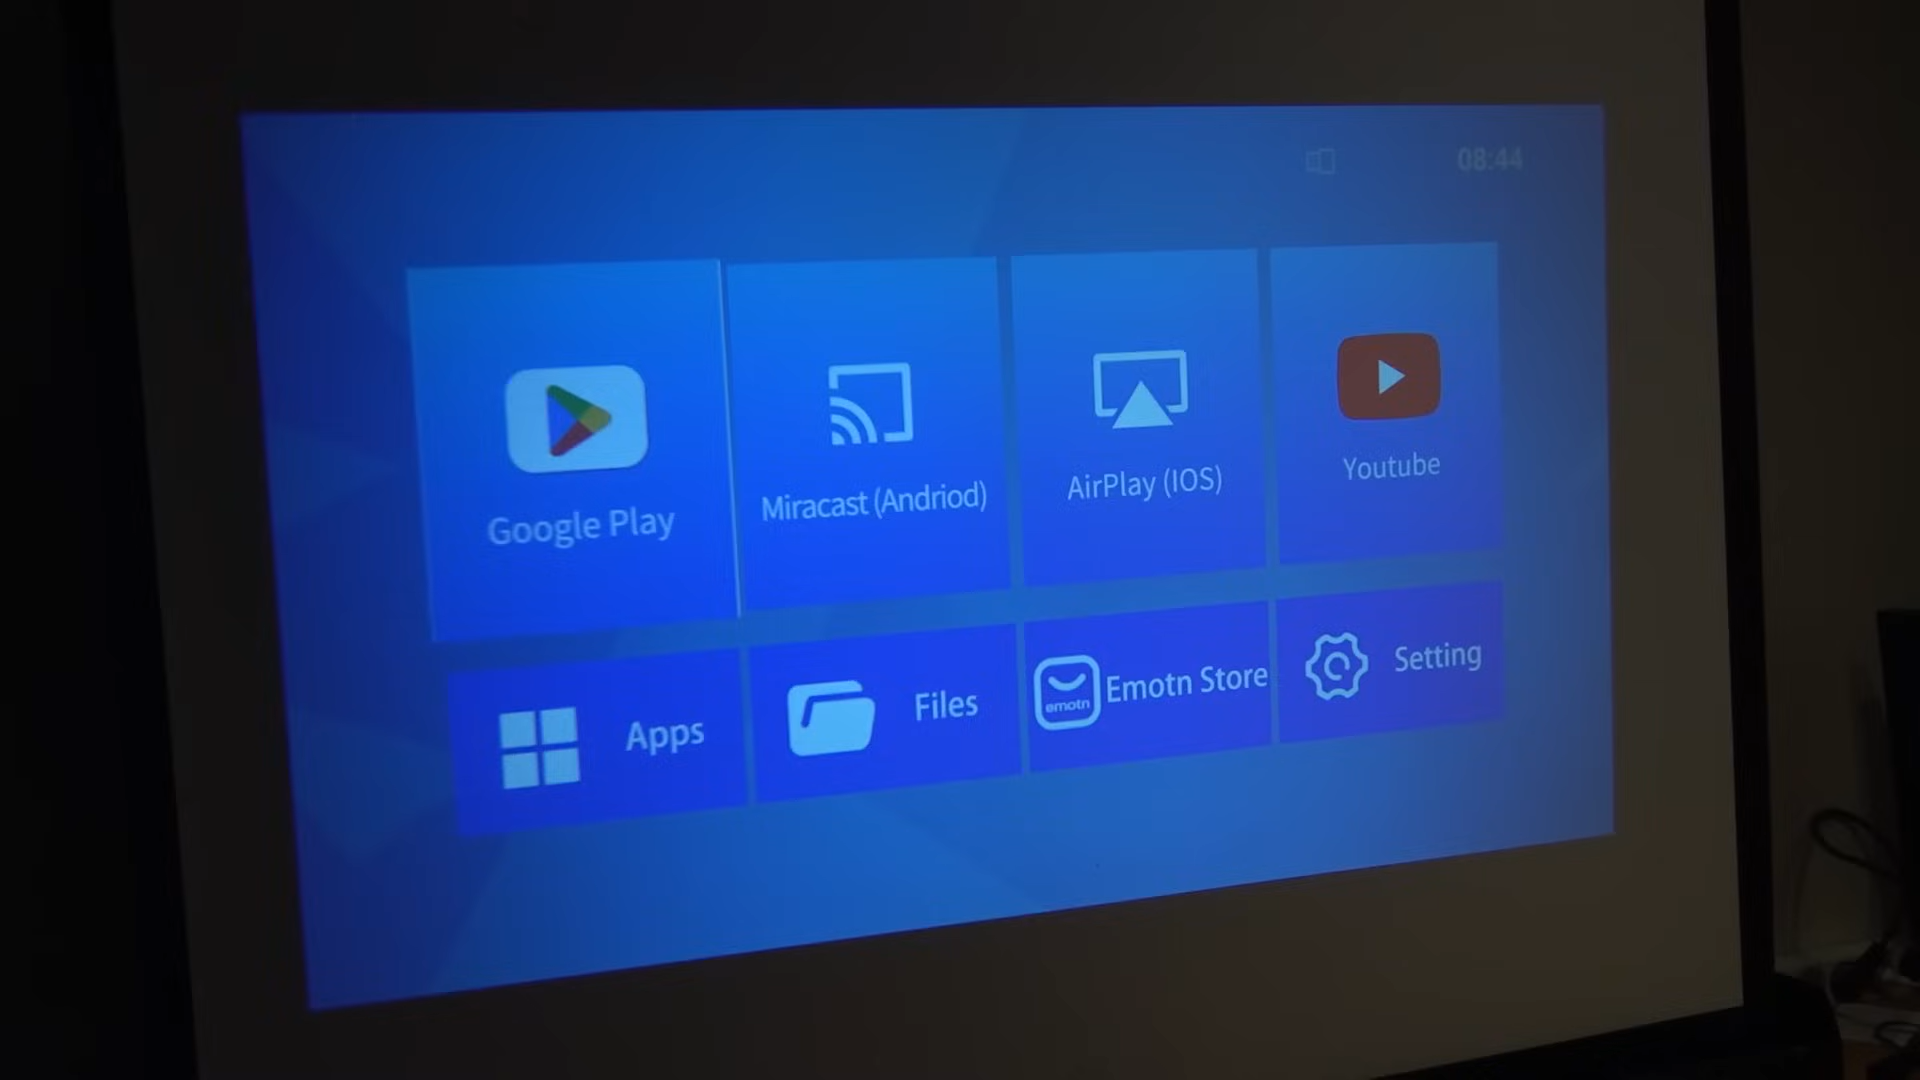 08:44
Google Play
Miracast (Andriod)
AirPlay (IOS)
Youtube
Apps
Files
emotn
Emotn Store
Setting